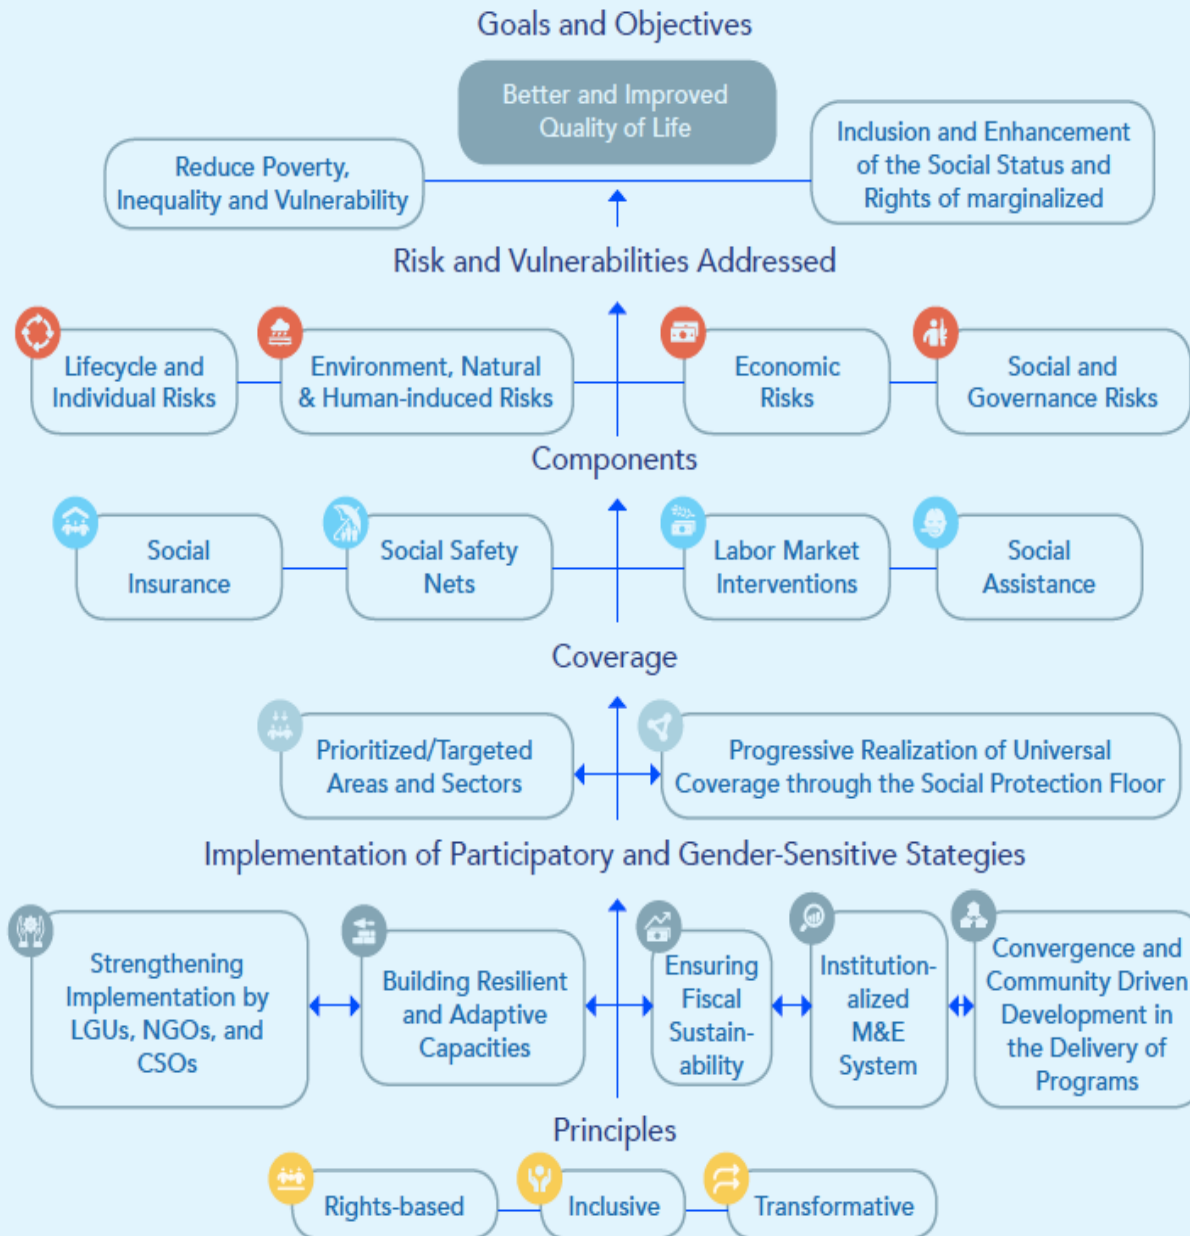 Goals and Objectives
Better and Improved
Quality of Life
Reduce Poverty,
Inequality and Vulnerability
Inclusion and Enhancement
of the Social Status and
Rights of marginalized
Risk and Vulnerabilities Addressed
Lifecycle and
Individual Risks
Environment, Natural
& Human-induced Risks
Economic
Risks
Social and
Governance Risks
Components
Social
Insurance
Social Safety
Nets
Labor Market
Interventions
Social
Assistance
Coverage
Prioritized/Targeted
Areas and Sectors
Progressive Realization of Universal
Coverage through the Social Protection Floor
Implementation of Participatory and Gender-Sensitive Stategies
Strengthening
Implementation by
LGUs, NGOs, and
CSOs
Building Resilient
and Adaptive
Capacities
Ensuring
Fiscal
Sustain-
ability
Institution-
alized
M&E
System
Convergence and
Community Driven
Development in
the Delivery of
Programs
Principles
Rights-based
Inclusive
Transformative